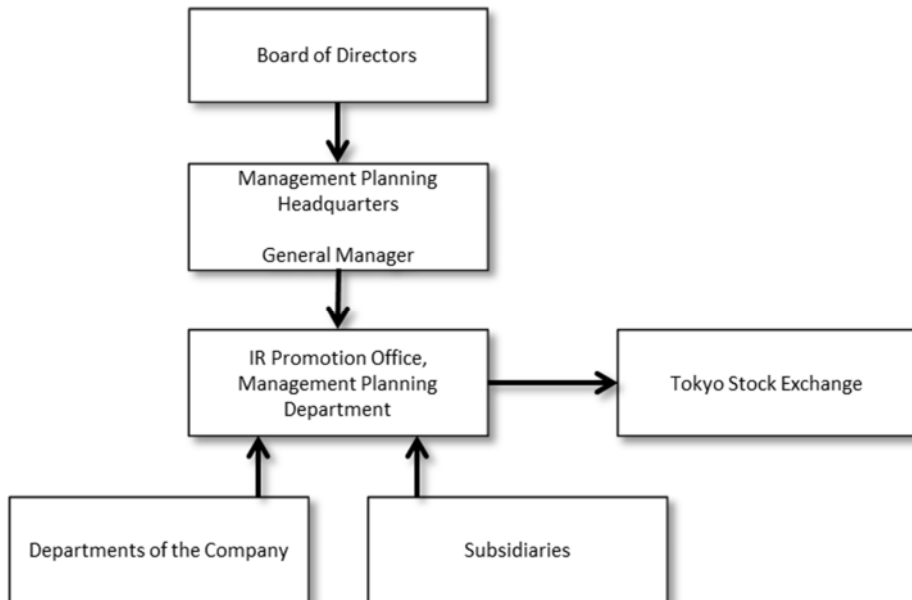 Board of Directors
Management Planning
Headquarters
General Manager
IR Promotion Office,
Management Planning
Department
Tokyo Stock Exchange
Departments of the Company
Subsidiaries